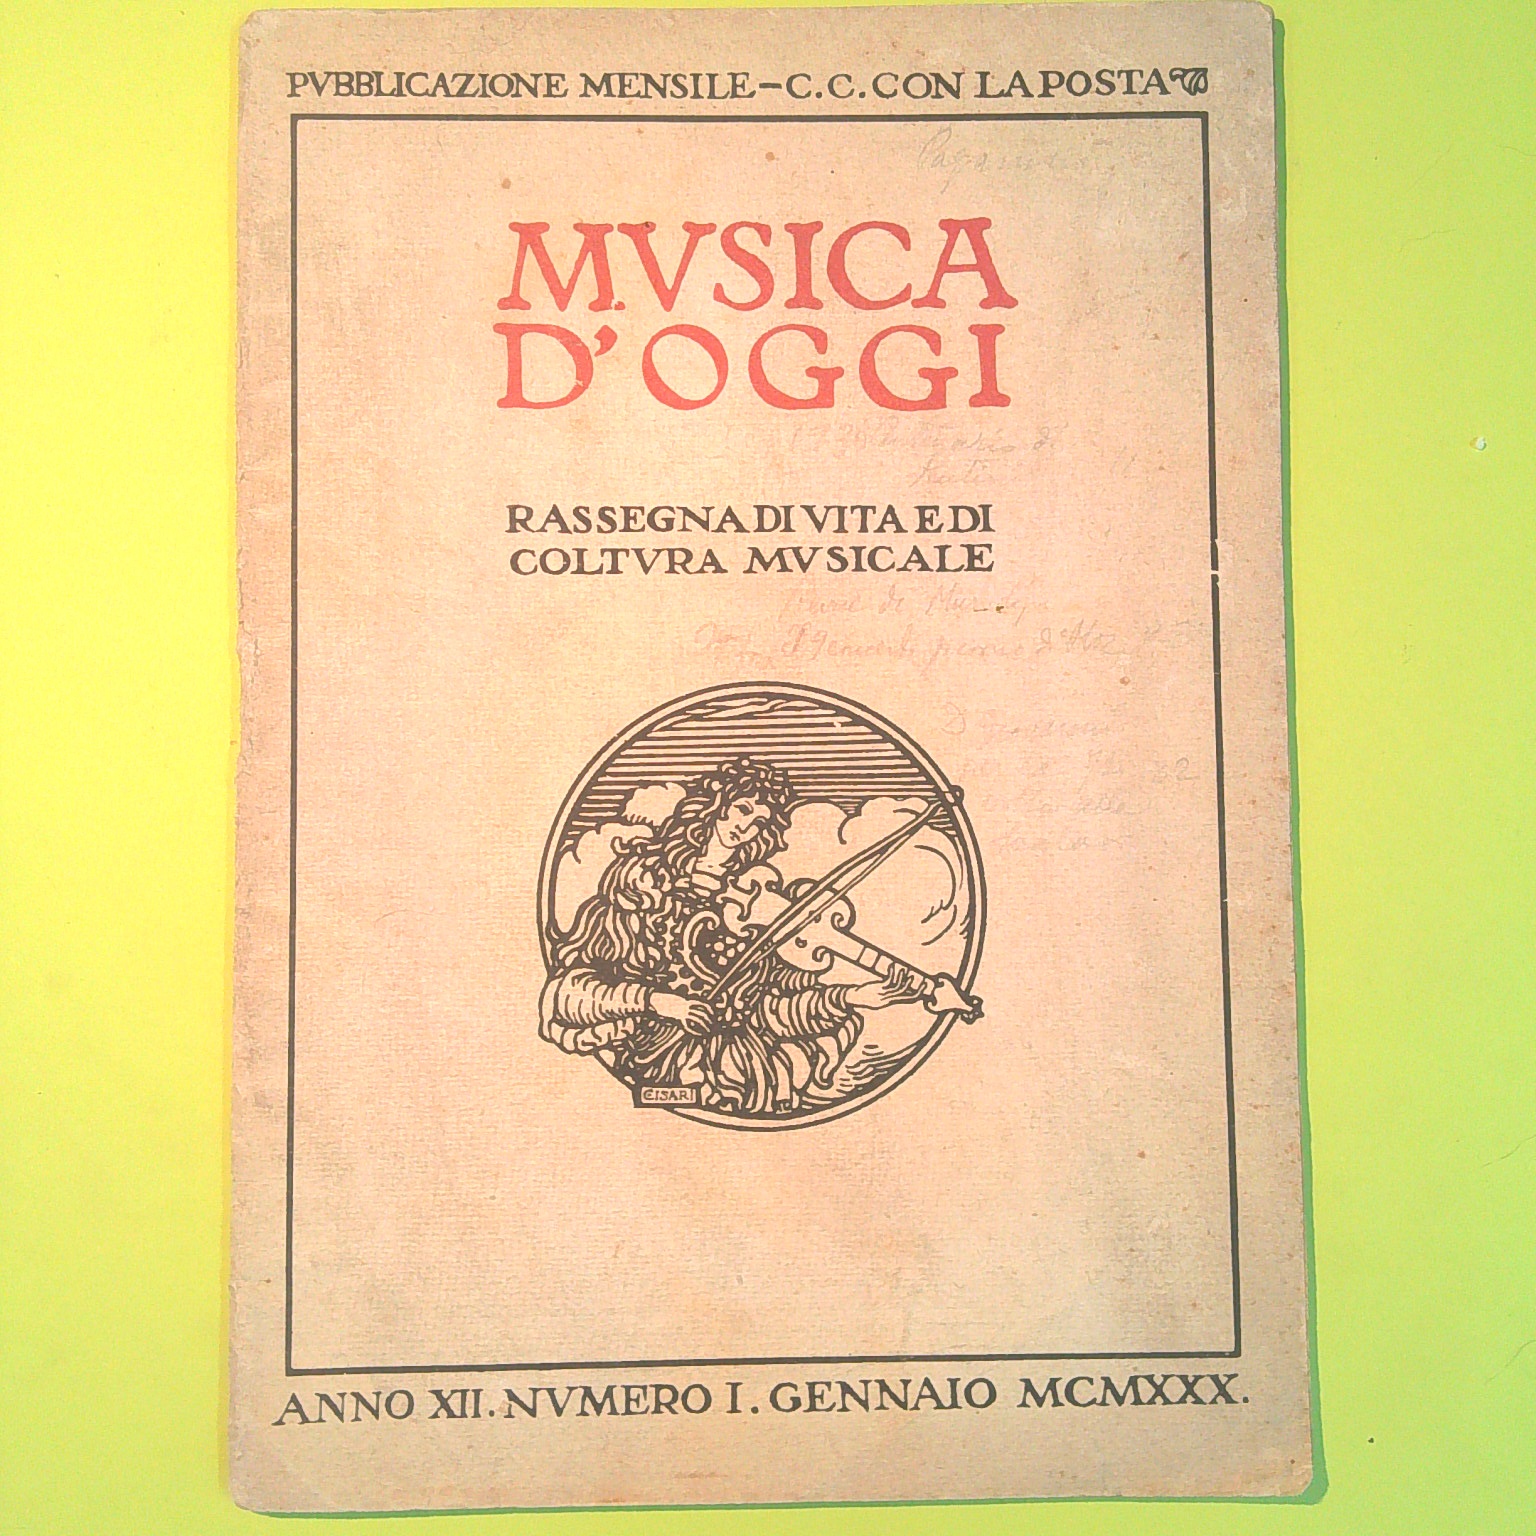 PVBBLICAZIONE MENSILE-C.C.CON LA POSTA
MVSICA
D'OGGI
RASSEGNA DI VITA E DI
COLTVRA MVSICALE
CISARI
ANNO XII. NVMERO I. GENNAIO MCMXXX.